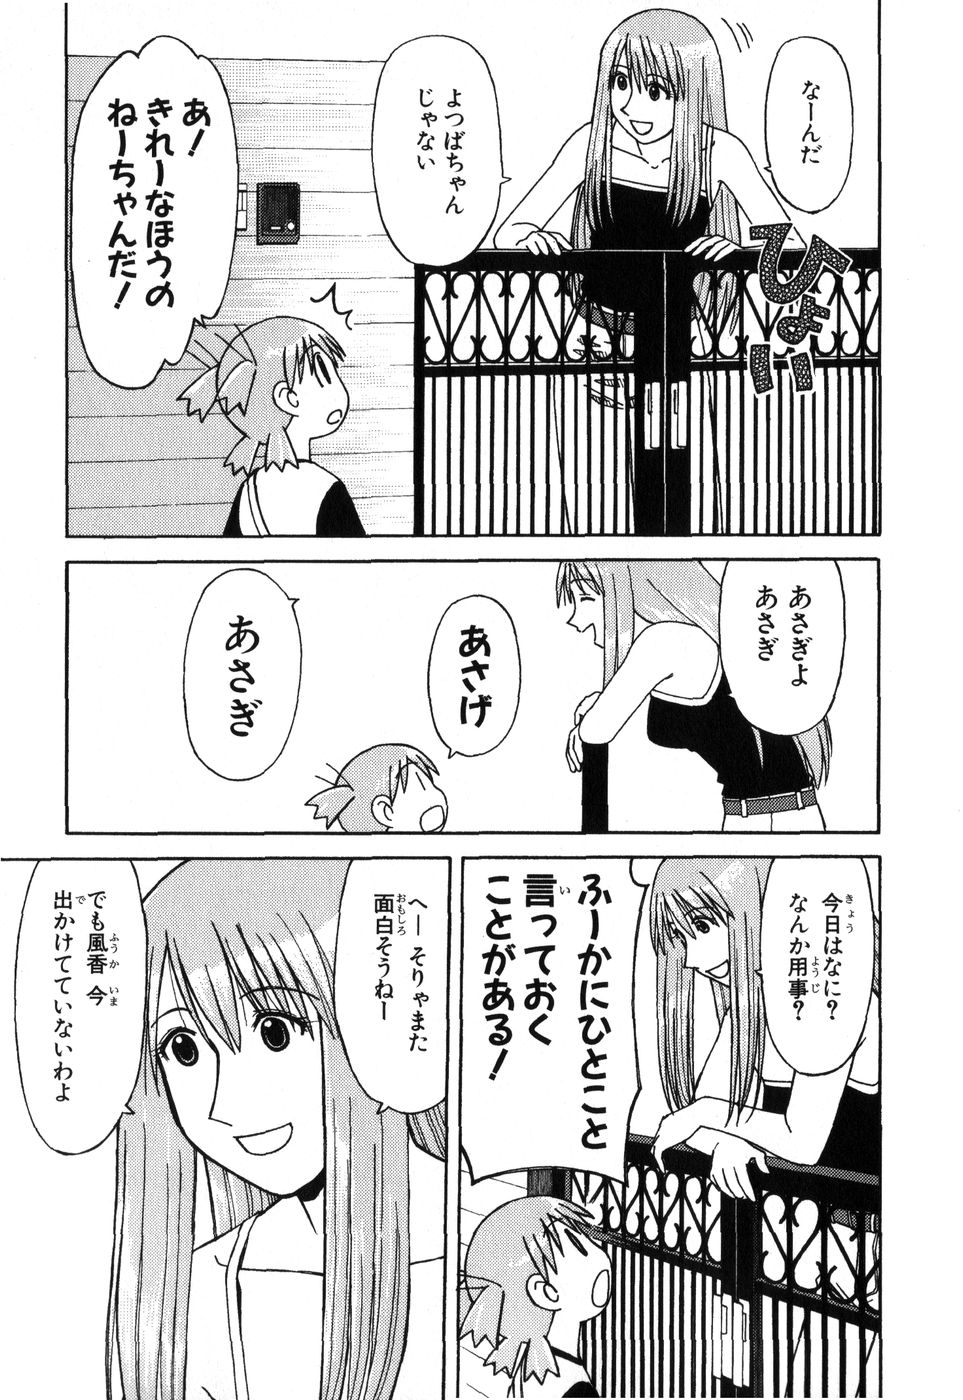 なーんだ
よつばちゃん
じゃない
ひょい
あ!
きれーなほうの
ねーちゃんだ!
あさぎよ
あさぎ
あさげ
あさぎ
今日はなに?
なんか用事?
ふーかにひとこと
言っておく
ことがある!
へーそりゃまた
面白そうねー
でも風香 今
出かけてていないわよ